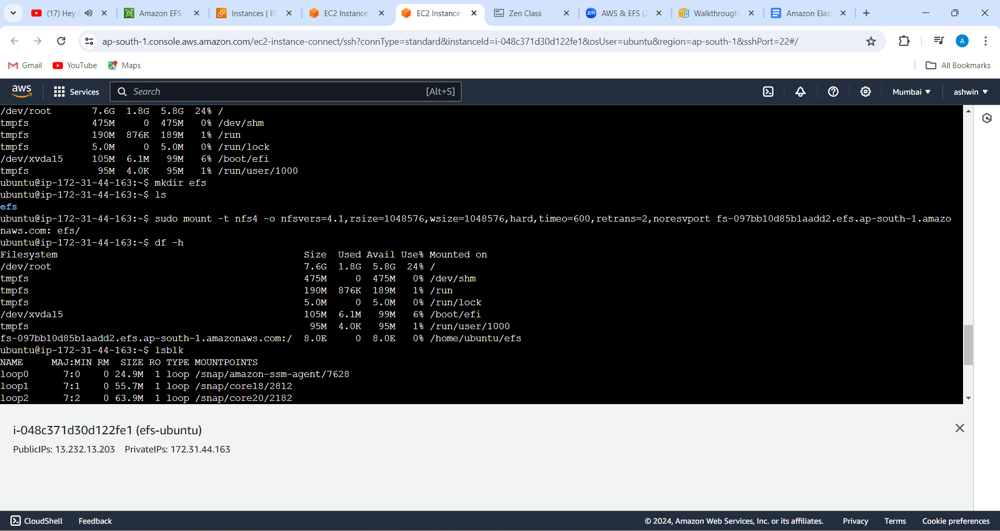 (17) Hey
Amazon EFS
Instances | EC
EC2 Instance
EC2 Instance
Zen Class
AWS & EFS (2
Walkthrough:
Amazon Elast
ap-south-1.console.aws.amazon.com/ec2-instance-connect/ssh?connType=standard&instanceId=i-048c371d30d122fe1&osUser=ubuntu&region=ap-south-1&sshPort=22#/
A
Gmail
YouTube
Maps
All Bookmarks
aws
Services
Search
[Alt+S]
Mumbai
ashwin
/dev/root 7.6G 1.8G 5.8G 24% /
tmpfs 475M 0 475M 0% /dev/shm
tmpfs 190M 876K 189M 1% /run
tmpfs 5.0M 0 5.0M 0% /run/lock
/dev/xvda15 105M 6.1M 99M 6% /boot/efi
tmpfs 95M 4.0K 95M 1% /run/user/1000
ubuntu@ip-172-31-44-163:~$ mkdir efs
ubuntu@ip-172-31-44-163:~$ ls
efs
ubuntu@ip-172-31-44-163:~$ sudo mount -t nfs4 -o nfsvers=4.1,rsize=1048576,wsize=1048576,hard,timeo=600,retrans=2,noresvport fs-097bb10d85b1aadd2.efs.ap-south-1.amazo
naws.com: efs/
ubuntu@ip-172-31-44-163:~$ df -h
Filesystem Size Used Avail Use% Mounted on
/dev/root 7.6G 1.8G 5.8G 24% /
tmpfs 475M 0 475M 0% /dev/shm
tmpfs 190M 876K 189M 1% /run
tmpfs 5.0M 0 5.0M 0% /run/lock
/dev/xvda15 105M 6.1M 99M 6% /boot/efi
tmpfs 95M 4.0K 95M 1% /run/user/1000
fs-097bb10d85b1aadd2.efs.ap-south-1.amazonaws.com:/ 8.0E 0 8.0E 0% /home/ubuntu/efs
ubuntu@ip-172-31-44-163:~$ lsblk
NAME MAJ:MIN RM SIZE RO TYPE MOUNTPOINTS
loop0 7:0 0 24.9M 1 loop /snap/amazon-ssm-agent/7628
loop1 7:1 0 55.7M 1 loop /snap/core18/2812
loop2 7:2 0 63.9M 1 loop /snap/core20/2182
i-048c371d30d122fe1 (efs-ubuntu)
PublicIPs: 13.232.13.203 PrivateIPs: 172.31.44.163
CloudShell
Feedback
© 2024, Amazon Web Services, Inc. or its affiliates.
Privacy
Terms
Cookie preferences